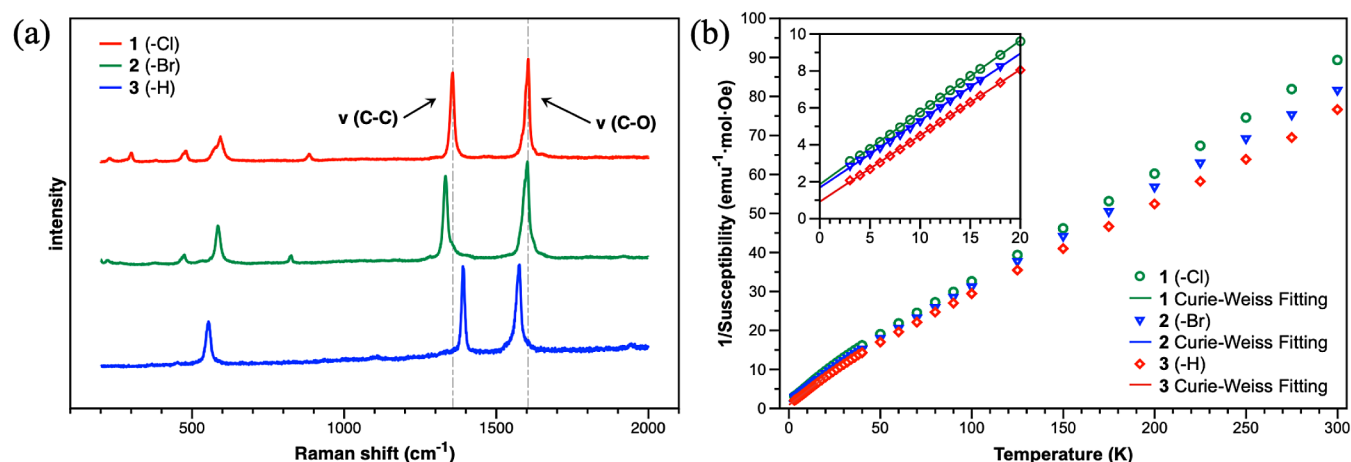 (a)
1 (-Cl)
2 (-Br)
3 (-H)
v (C-C)
v (C-O)
intensity
500
1000
1500
2000
Raman shift (cm⁻¹)
(b)
100
90
80
70
60
50
40
30
20
10
0
1/Susceptibility (emu⁻¹·mol·Oe)
10
8
6
4
2
0
0
5
10
15
20
1 (-Cl)
1 Curie-Weiss Fitting
2 (-Br)
2 Curie-Weiss Fitting
3 (-H)
3 Curie-Weiss Fitting
0
50
100
150
200
250
300
Temperature (K)